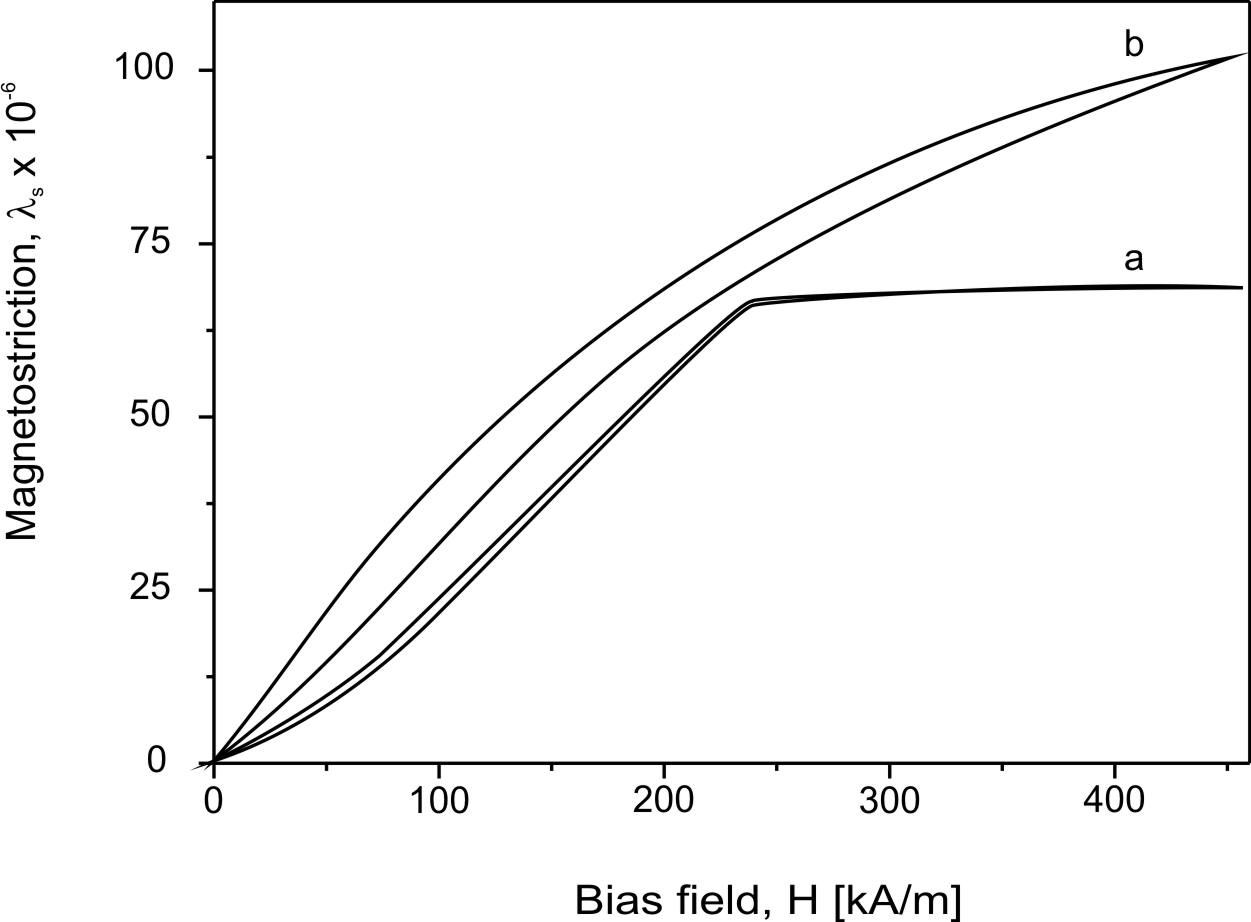 Magnetostriction, λs x 10-6
100
75
50
25
0
b
a
0 100 200 300 400
Bias field, H [kA/m]